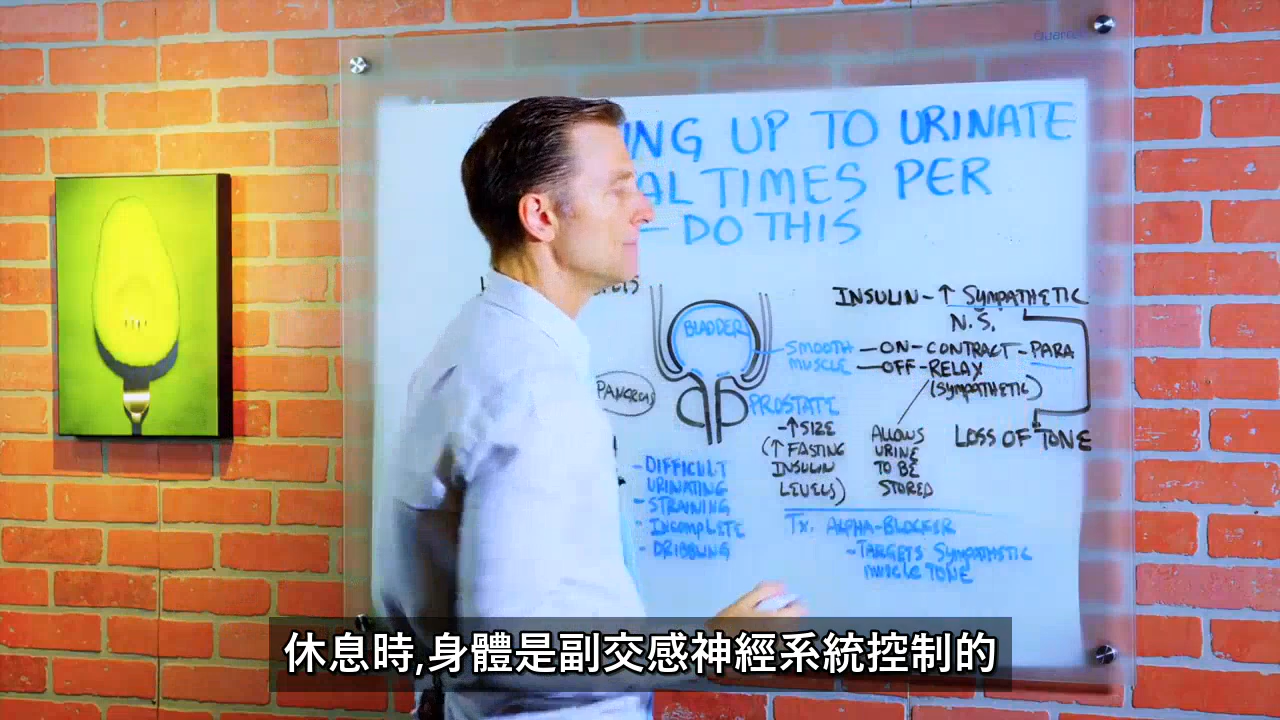 Quartet
ING UP TO URINATE
AL TIMES PER
- DO THIS
INSULIN - ↑ SYMPATHETIC
N.S.
BLADDER
SMOOTH MUSCLE
- ON - CONTRACT - PARA
- OFF - RELAX
(SYMPATHETIC)
PANCREAS
PROSTATE
- ↑ SIZE
(↑ FASTING
INSULIN
LEVELS)
ALLOWS
URINE
TO BE
STORED
LOSS OF TONE
- DIFFICULT
URINATING
- STRAINING
- INCOMPLETE
- DRIBBLING
Tx. ALPHA-BLOCKER
- TARGETS SYMPATHETIC
MUSCLE TONE
休息時,身體是副交感神經系統控制的